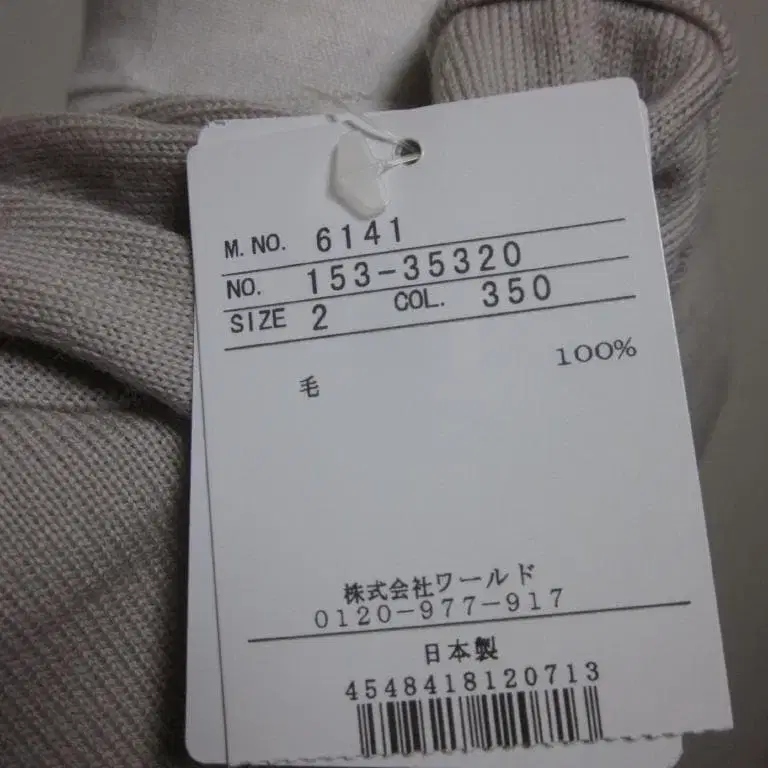 M. NO. 6141
NO. 153-35320
SIZE 2 COL. 350
毛 100%
株式会社ワールド
0120-977-917
日本製
4548418120713